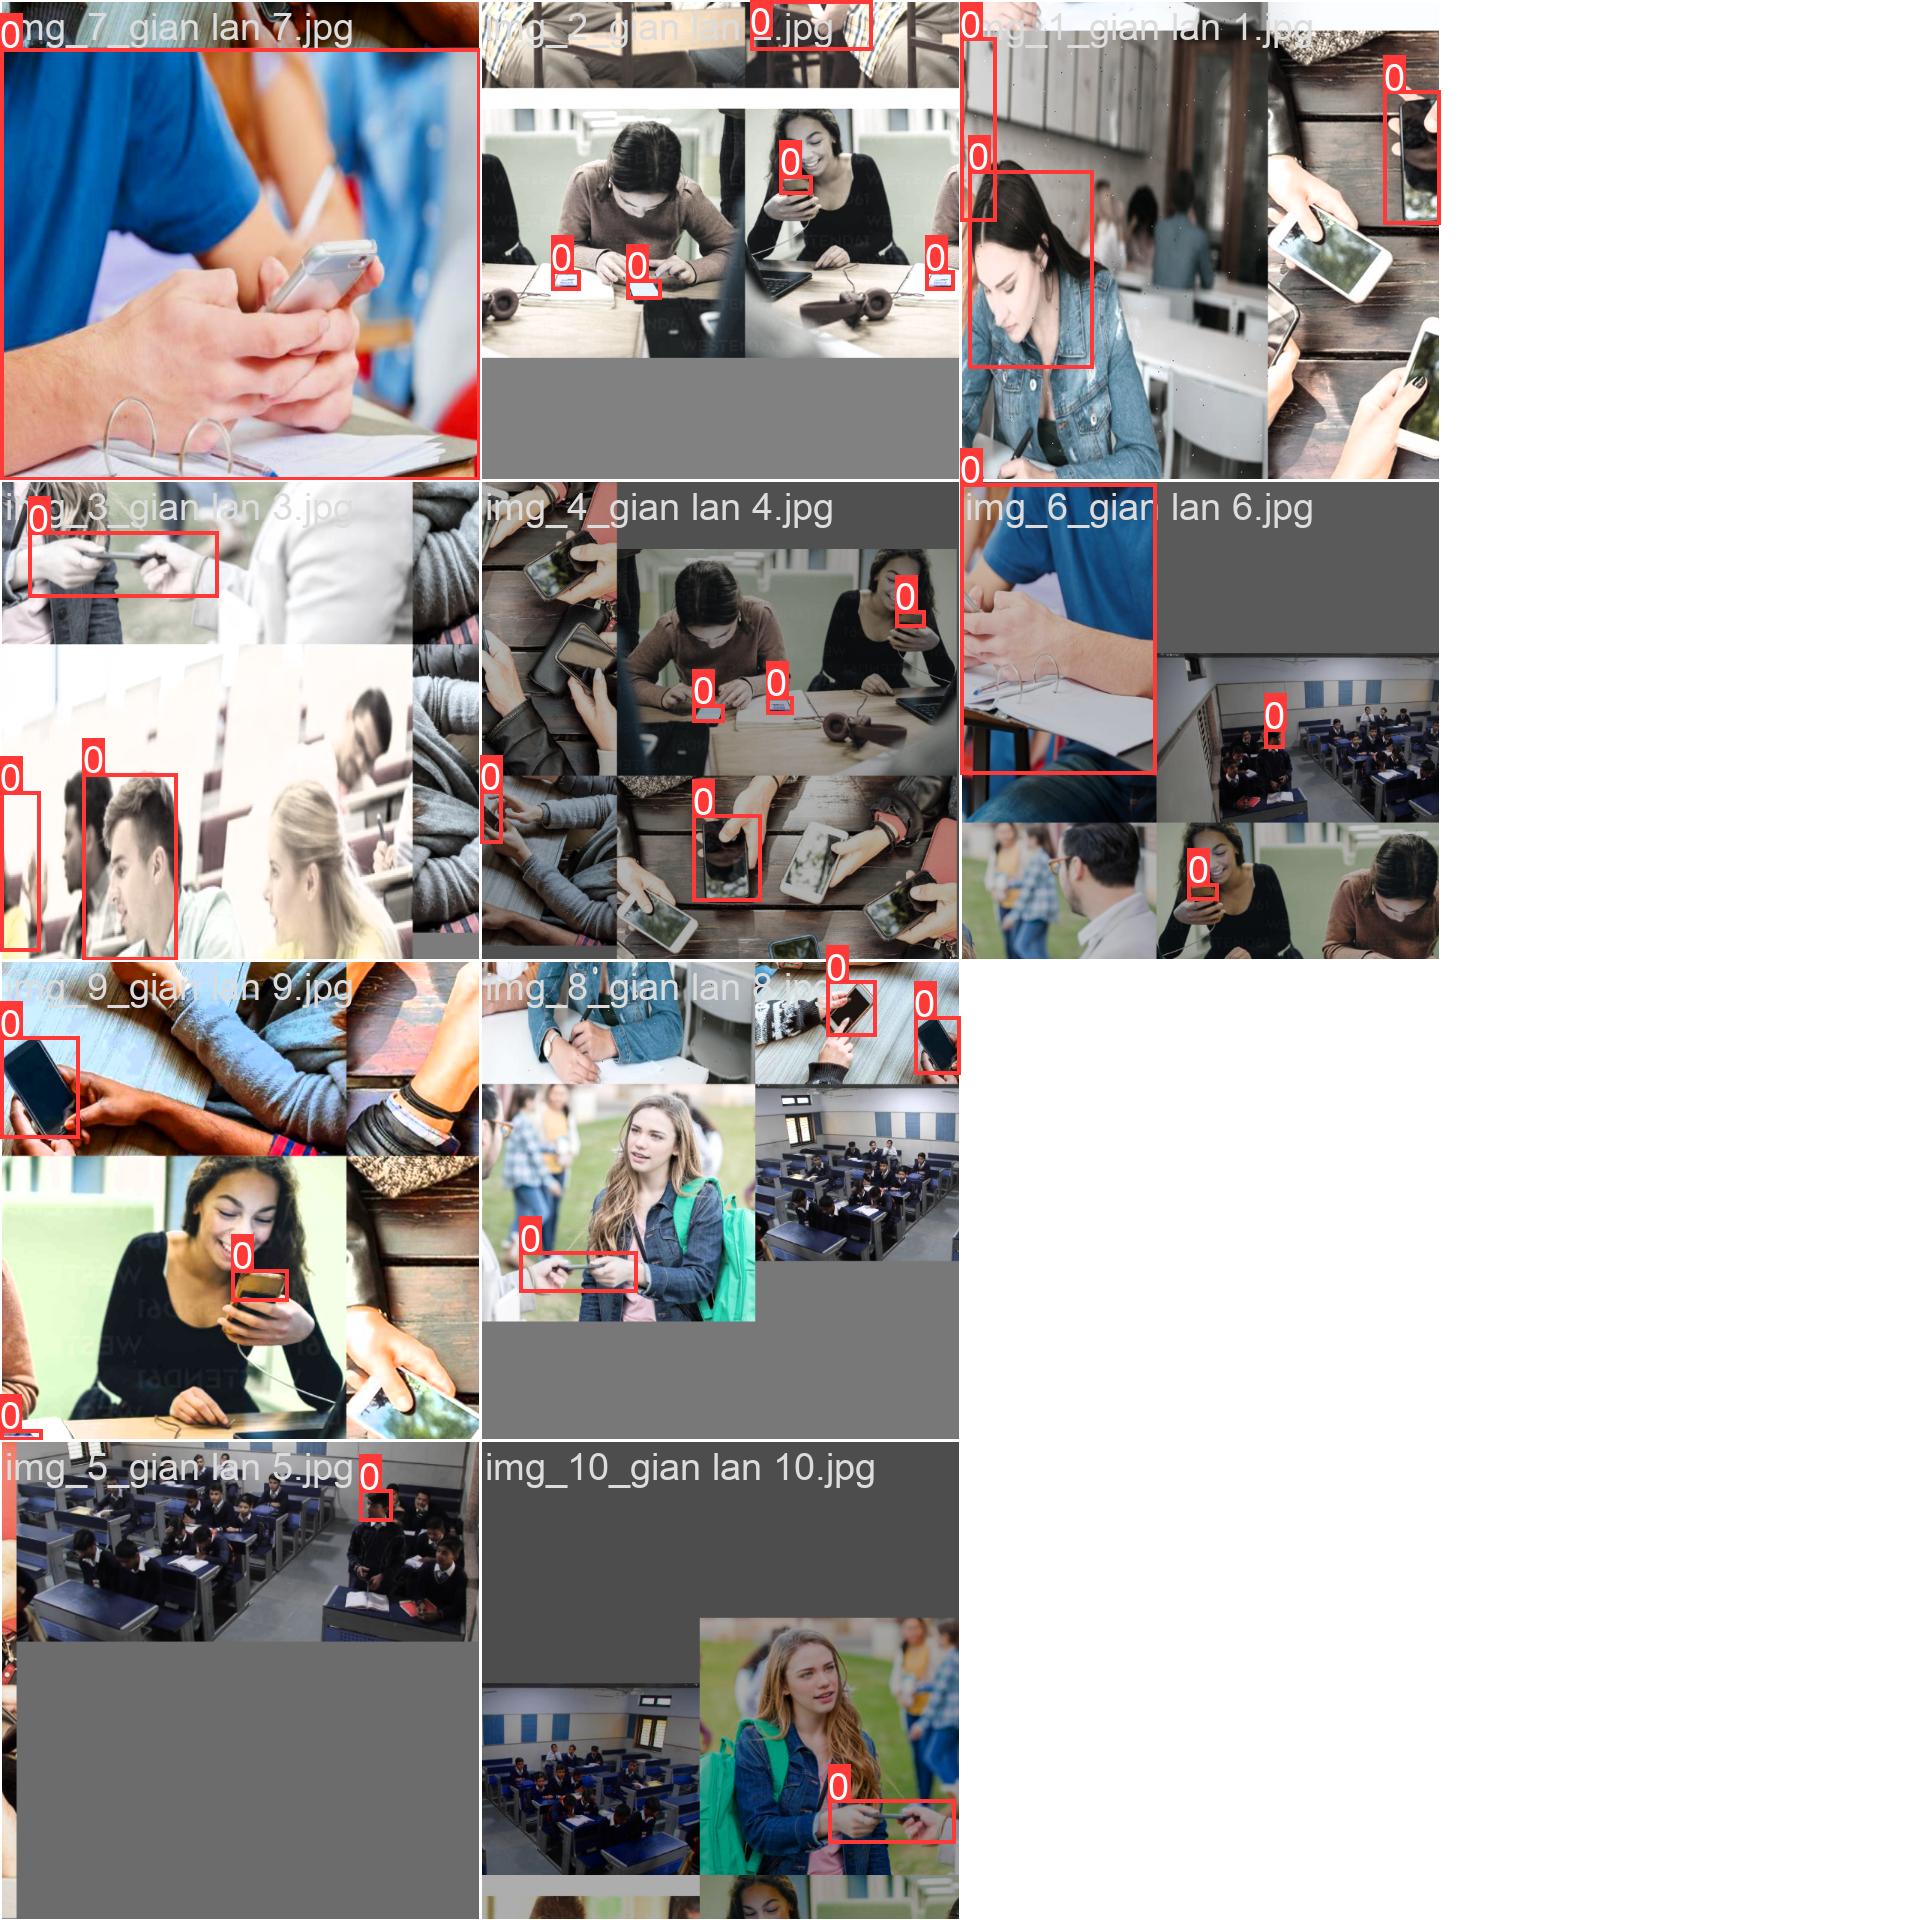 0 img_7_gian lan 7.jpg
img_2_gian lan 2.jpg 0
0 img_1_gian lan 1.jpg
0
0
0
0
0
0
WESTEND61
0
img_3_gian lan 3.jpg
0
img_4_gian lan 4.jpg
img_6_gian lan 6.jpg
0
0
0
0
0
0
0
0
0
img_9_gian lan 9.jpg
img_8_gian lan 8.jpg
0
0
0
0
0
0
img_5_gian lan 5.jpg 0
img_10_gian lan 10.jpg
0